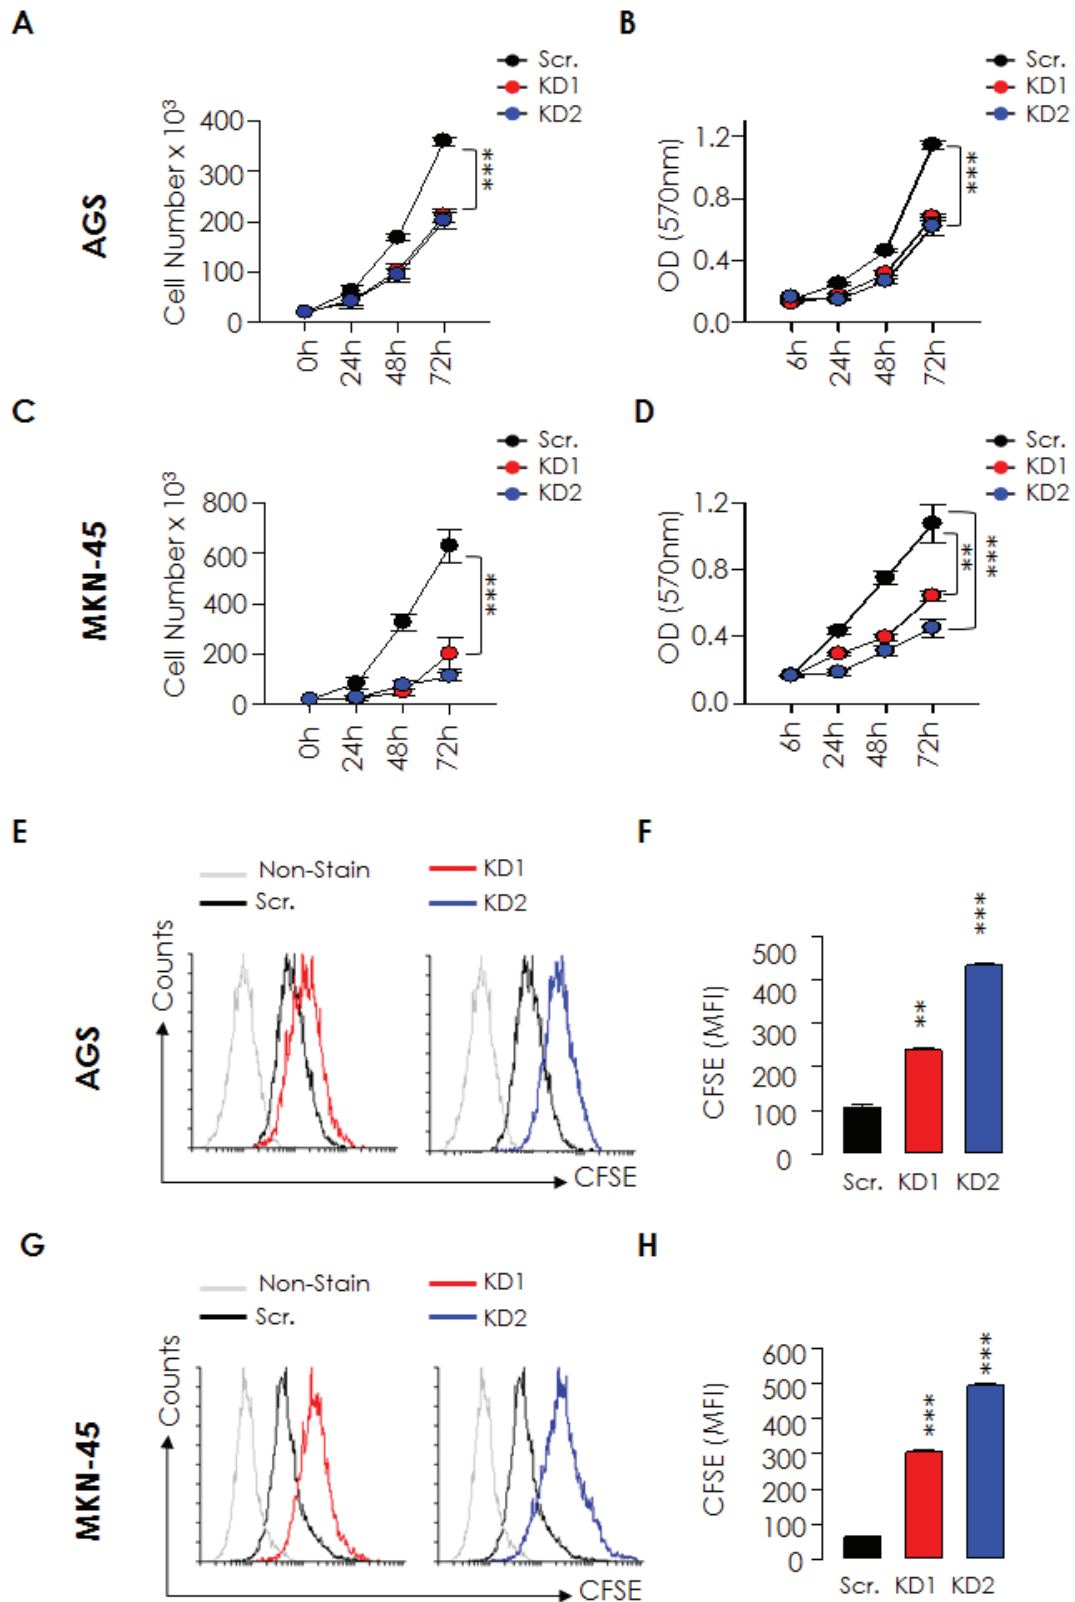 A
B
Scr.
KD1
KD2
Scr.
KD1
KD2
AGS
Cell Number x 10³
400
300
200
100
0
***
0h
24h
48h
72h
OD (570nm)
1.2
0.8
0.4
0.0
***
6h
24h
48h
72h
C
D
Scr.
KD1
KD2
Scr.
KD1
KD2
MKN-45
Cell Number x 10³
800
600
400
200
0
***
0h
24h
48h
72h
OD (570nm)
1.2
0.8
0.4
0.0
**
***
6h
24h
48h
72h
E
F
Non-Stain
KD1
Scr.
KD2
AGS
Counts
CFSE
CFSE (MFI)
500
400
300
200
100
0
**
***
Scr. KD1 KD2
G
H
Non-Stain
KD1
Scr.
KD2
MKN-45
Counts
CFSE
CFSE (MFI)
600
500
400
300
200
100
0
***
***
Scr. KD1 KD2